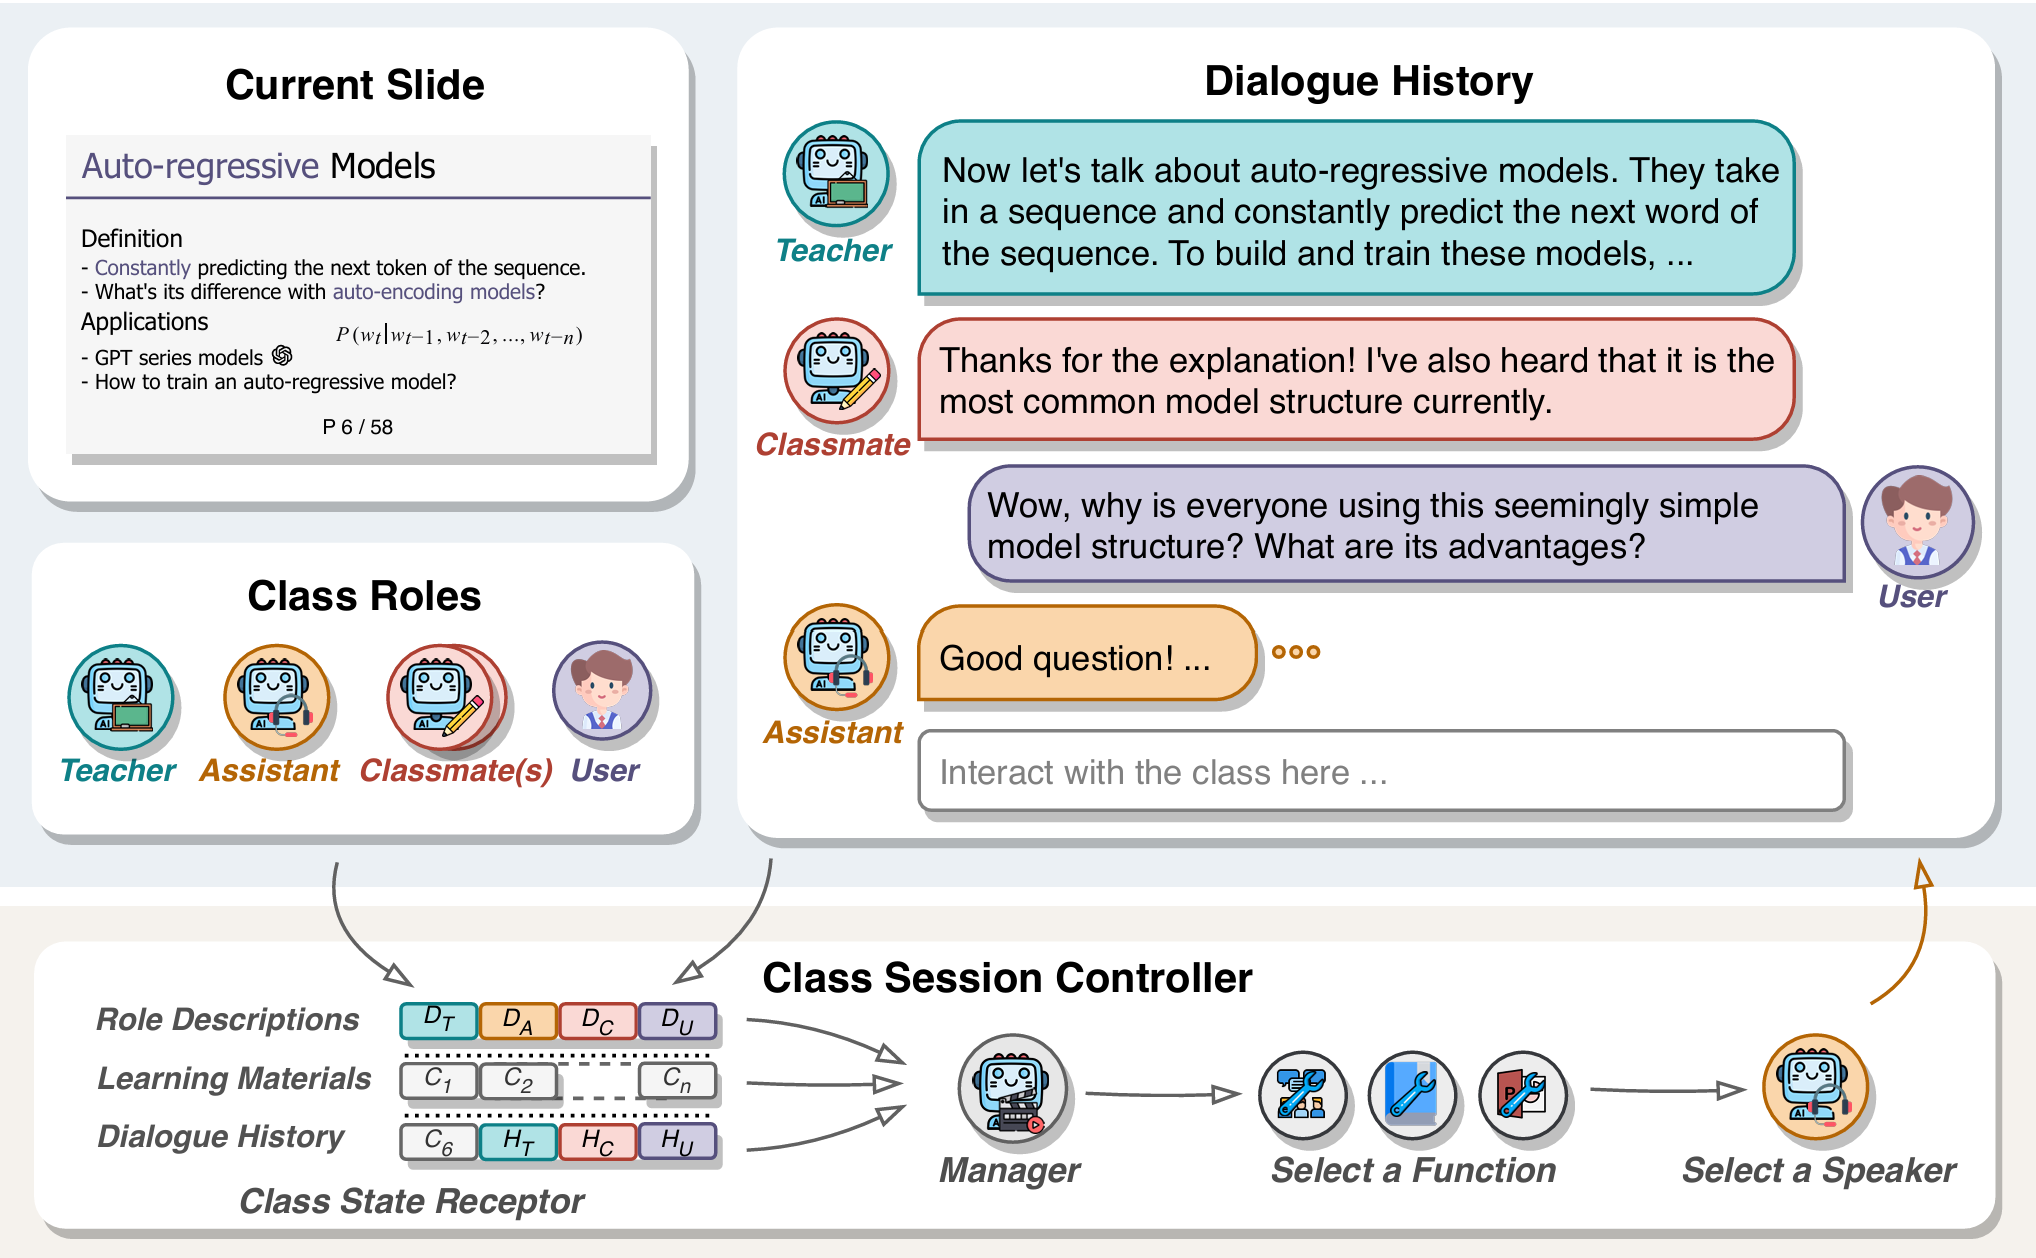 Current Slide
Auto-regressive Models
Definition
- Constantly predicting the next token of the sequence.
- What's its difference with auto-encoding models?
Applications
P(w_t|w_{t-1}, w_{t-2}, ..., w_{t-n})
- GPT series models
- How to train an auto-regressive model?
P 6 / 58
Class Roles
Teacher
Assistant
Classmate(s)
User
Dialogue History
Now let's talk about auto-regressive models. They take
in a sequence and constantly predict the next word of
the sequence. To build and train these models, ...
Teacher
Thanks for the explanation! I've also heard that it is the
most common model structure currently.
Classmate
Wow, why is everyone using this seemingly simple
model structure? What are its advantages?
User
Good question! ...
Assistant
Interact with the class here ...
Class Session Controller
Role Descriptions D_T D_A D_C D_U
Learning Materials C_1 C_2 C_n
Dialogue History C_6 H_T H_C H_U
Class State Receptor
Manager
Select a Function
Select a Speaker